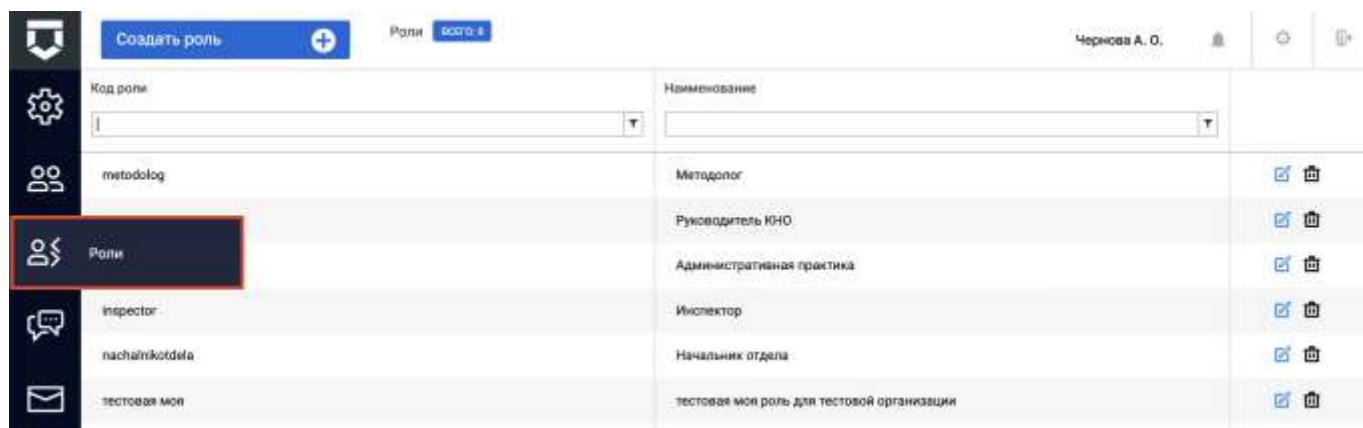 Создать роль
Роли ВСЕГО: 8
Чернова А. О.
Код роли Наименование
metodolog Методолог
Руководитель КНО
Роли
Административная практика
inspector Инспектор
nachalnikotdela Начальник отдела
тестовая моя тестовая моя роль для тестовой организации